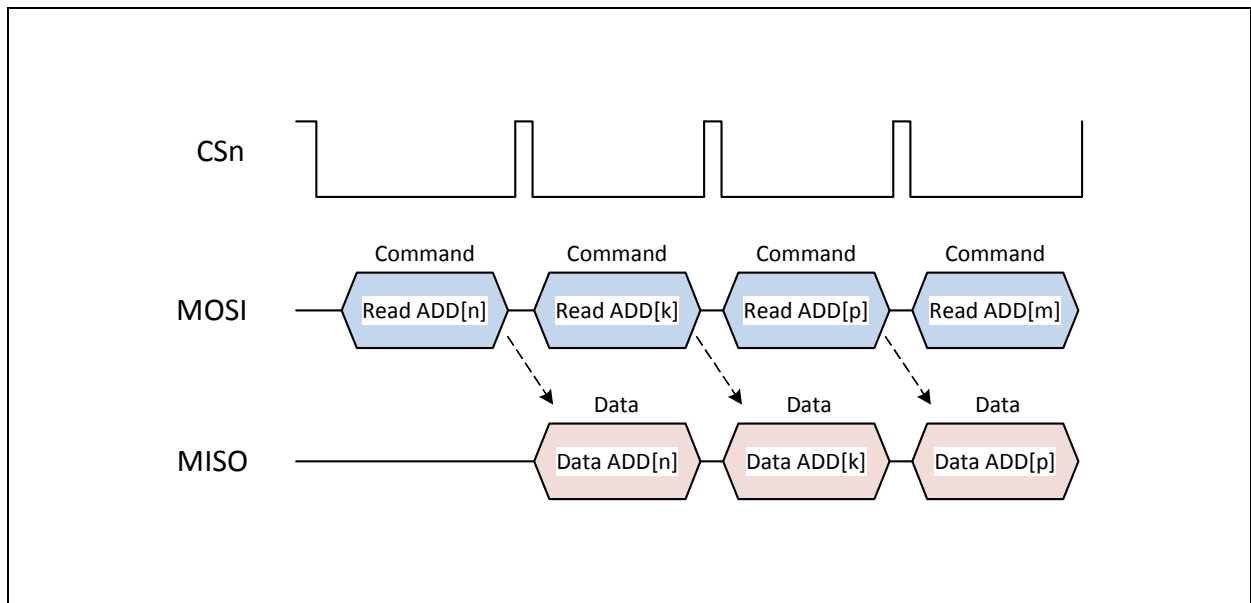 CSn
Command Command Command Command
MOSI Read ADD[n] Read ADD[k] Read ADD[p] Read ADD[m]
Data Data Data
MISO Data ADD[n] Data ADD[k] Data ADD[p]